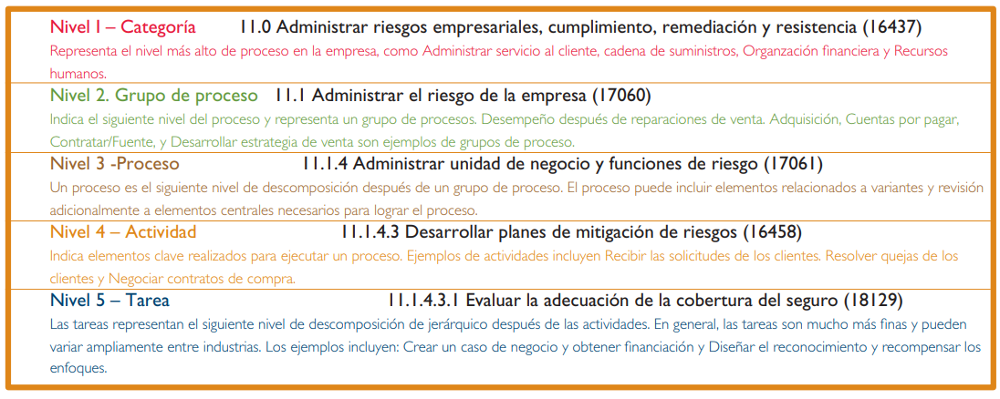 Nivel I – Categoría 11.0 Administrar riesgos empresariales, cumplimiento, remediación y resistencia (16437)
Representa el nivel más alto de proceso en la empresa, como Administrar servicio al cliente, cadena de suministros, Organzación financiera y Recursos
humanos.
Nivel 2. Grupo de proceso 11.1 Administrar el riesgo de la empresa (17060)
Indica el siguiente nivel del proceso y representa un grupo de procesos. Desempeño después de reparaciones de venta. Adquisición, Cuentas por pagar,
Contratar/Fuente, y Desarrollar estrategia de venta son ejemplos de grupos de proceso.
Nivel 3 -Proceso 11.1.4 Administrar unidad de negocio y funciones de riesgo (17061)
Un proceso es el siguiente nivel de descomposición después de un grupo de proceso. El proceso puede incluir elementos relacionados a variantes y revisión
adicionalmente a elementos centrales necesarios para lograr el proceso.
Nivel 4 – Actividad 11.1.4.3 Desarrollar planes de mitigación de riesgos (16458)
Indica elementos clave realizados para ejecutar un proceso. Ejemplos de actividades incluyen Recibir las solicitudes de los clientes. Resolver quejas de los
clientes y Negociar contratos de compra.
Nivel 5 – Tarea 11.1.4.3.1 Evaluar la adecuación de la cobertura del seguro (18129)
Las tareas representan el siguiente nivel de descomposición de jerárquico después de las actividades. En general, las tareas son mucho más finas y pueden
variar ampliamente entre industrias. Los ejemplos incluyen: Crear un caso de negocio y obtener financiación y Diseñar el reconocimiento y recompensar los
enfoques.